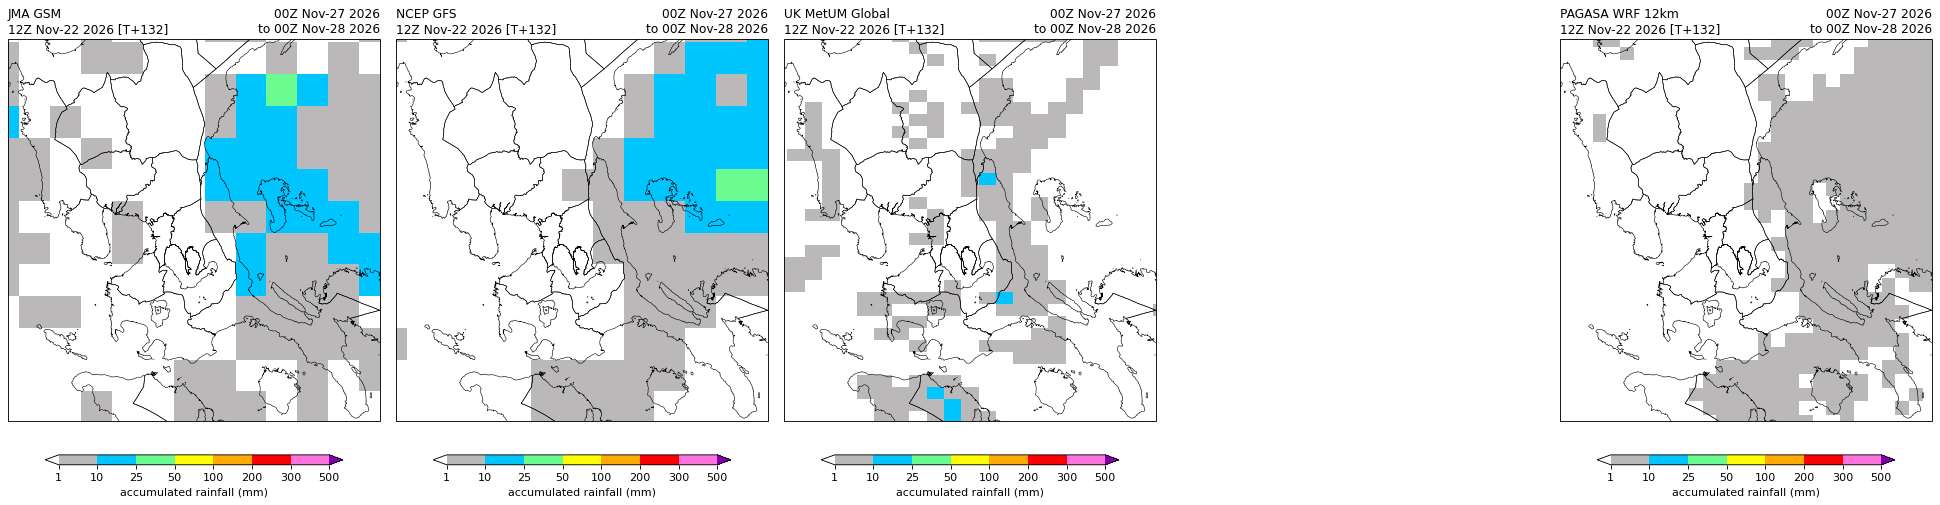 JMA GSM 00Z Nov-27 2026
12Z Nov-22 2026 [T+132] to 00Z Nov-28 2026
NCEP GFS 00Z Nov-27 2026
12Z Nov-22 2026 [T+132] to 00Z Nov-28 2026
UK MetUM Global 00Z Nov-27 2026
12Z Nov-22 2026 [T+132] to 00Z Nov-28 2026
PAGASA WRF 12km 00Z Nov-27 2026
12Z Nov-22 2026 [T+132] to 00Z Nov-28 2026
1 10 25 50 100 200 300 500
accumulated rainfall (mm)
1 10 25 50 100 200 300 500
accumulated rainfall (mm)
1 10 25 50 100 200 300 500
accumulated rainfall (mm)
1 10 25 50 100 200 300 500
accumulated rainfall (mm)